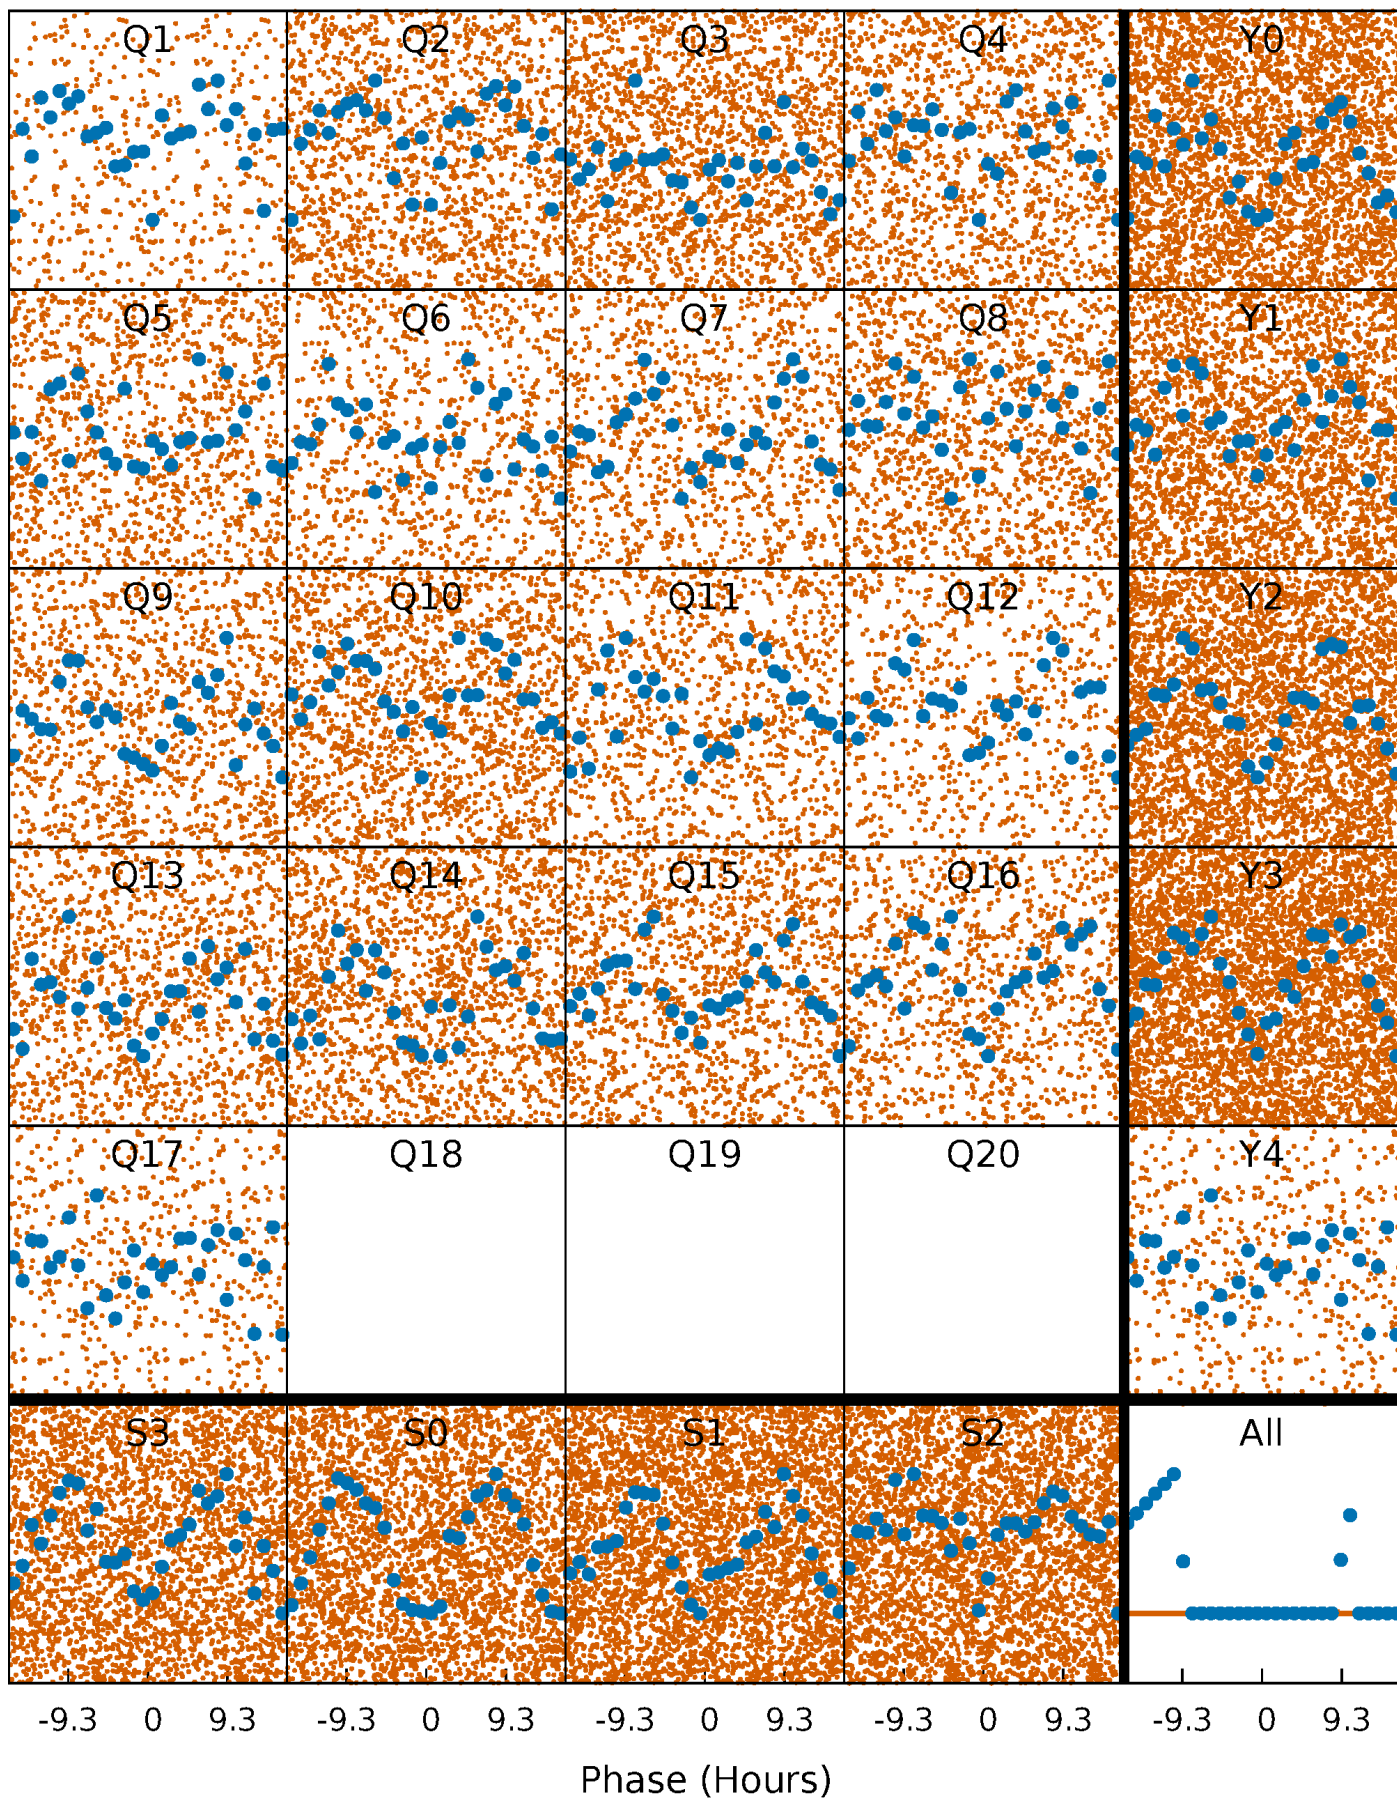 Q1 Q2 Q3 Q4 Y0
Q5 Q6 Q7 Q8 Y1
Q9 Q10 Q11 Q12 Y2
Q13 Q14 Q15 Q16 Y3
Q17 Q18 Q19 Q20 Y4
S3 S0 S1 S2 All
-9.3 0 9.3 -9.3 0 9.3 -9.3 0 9.3 -9.3 0 9.3 -9.3 0 9.3
Phase (Hours)